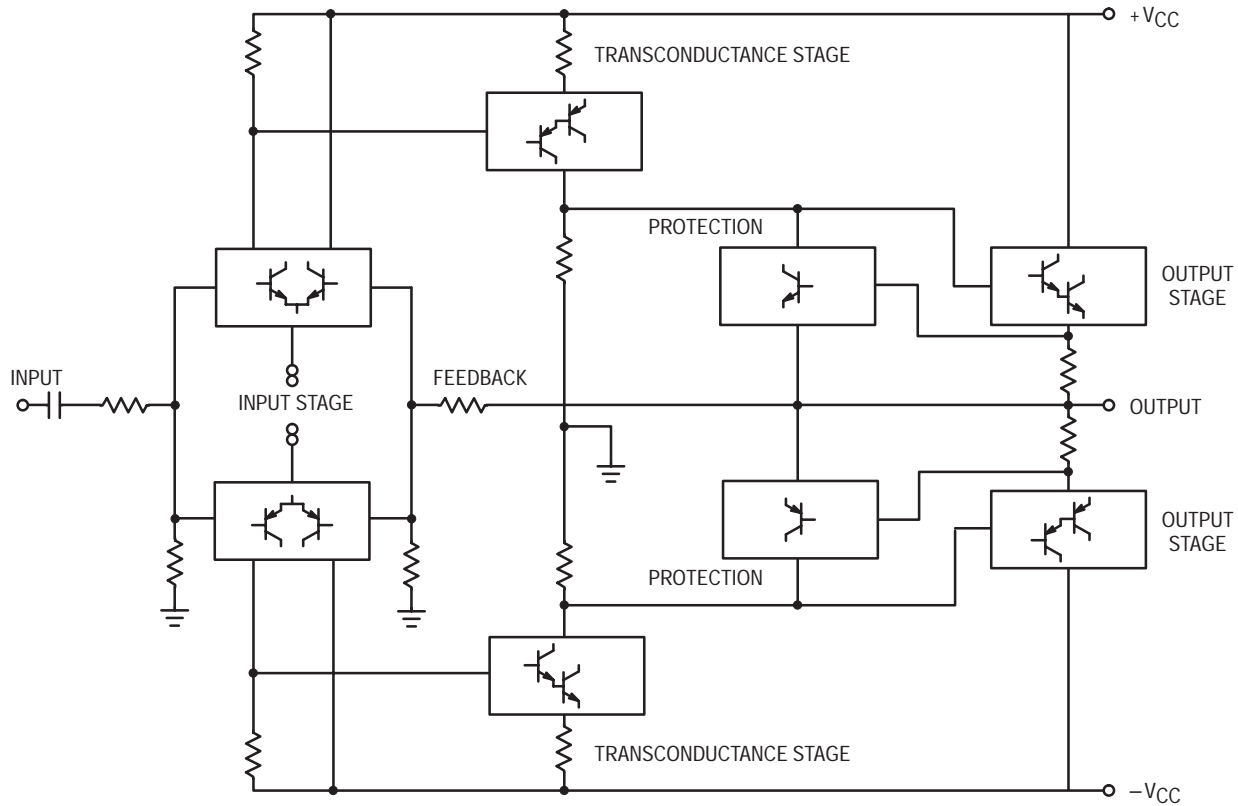 +VCC
TRANSCONDUCTANCE STAGE
PROTECTION
OUTPUT
STAGE
INPUT
INPUT STAGE
FEEDBACK
OUTPUT
OUTPUT
STAGE
PROTECTION
TRANSCONDUCTANCE STAGE
–VCC